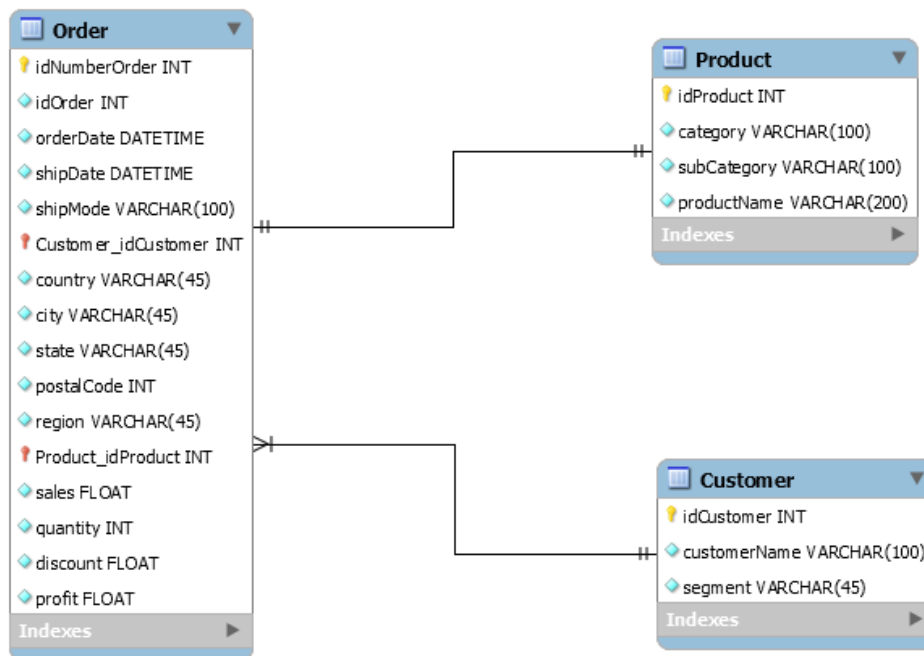 Order
idNumberOrder INT
idOrder INT
orderDate DATETIME
shipDate DATETIME
shipMode VARCHAR(100)
Customer_idCustomer INT
country VARCHAR(45)
city VARCHAR(45)
state VARCHAR(45)
postalCode INT
region VARCHAR(45)
Product_idProduct INT
sales FLOAT
quantity INT
discount FLOAT
profit FLOAT
Indexes
Product
idProduct INT
category VARCHAR(100)
subCategory VARCHAR(100)
productName VARCHAR(200)
Indexes
Customer
idCustomer INT
customerName VARCHAR(100)
segment VARCHAR(45)
Indexes